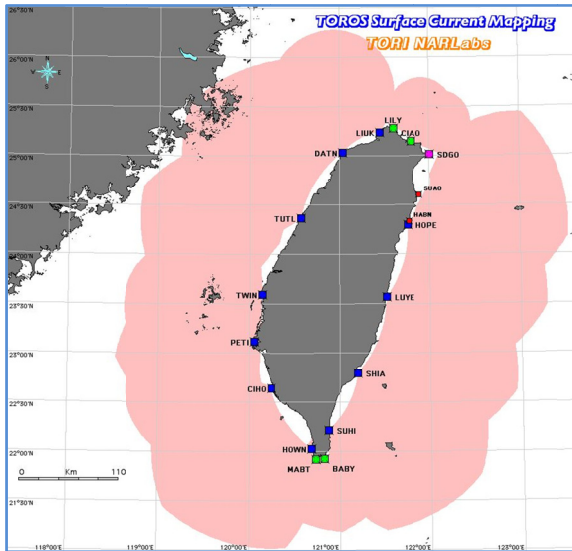 TOROS Surface Current Mapping
TORI NARLabs
N
W E
S
26°30'N
26°00'N
25°30'N
25°00'N
24°30'N
24°00'N
23°30'N
23°00'N
22°30'N
22°00'N
21°30'N
LILY
LIUK
CIAO
DATN
SDGO
SUAO
HABN
TUTL
HOPE
TWIN
LUYE
PETI
SHIA
CIHO
SUHI
HOWN
MABT
BABY
0 Km 110
118°00'E
119°00'E
120°00'E
121°00'E
122°00'E
123°00'E